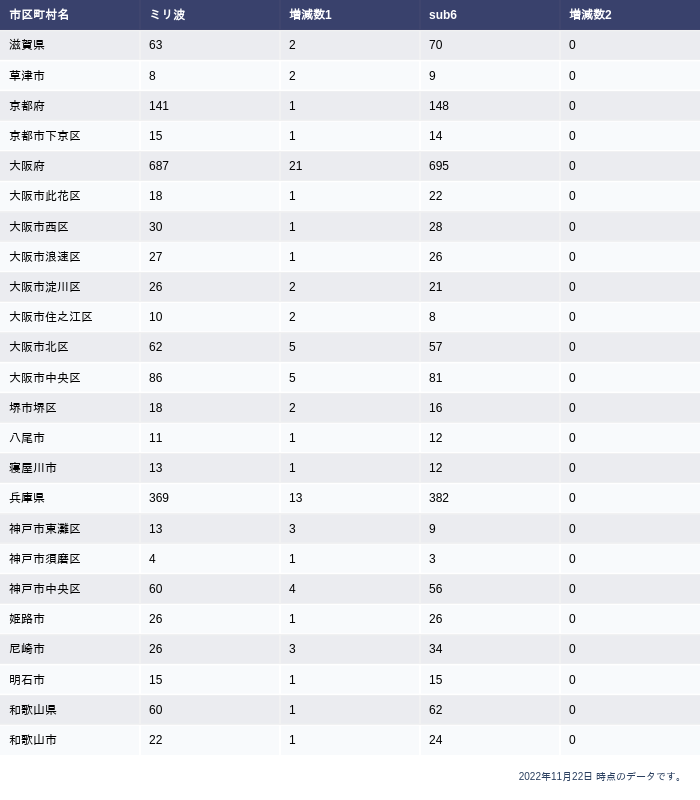 市区町村名 ミリ波 増減数1 sub6 増減数2
滋賀県 63 2 70 0
草津市 8 2 9 0
京都府 141 1 148 0
京都市下京区 15 1 14 0
大阪府 687 21 695 0
大阪市此花区 18 1 22 0
大阪市西区 30 1 28 0
大阪市浪速区 27 1 26 0
大阪市淀川区 26 2 21 0
大阪市住之江区 10 2 8 0
大阪市北区 62 5 57 0
大阪市中央区 86 5 81 0
堺市堺区 18 2 16 0
八尾市 11 1 12 0
寝屋川市 13 1 12 0
兵庫県 369 13 382 0
神戸市東灘区 13 3 9 0
神戸市須磨区 4 1 3 0
神戸市中央区 60 4 56 0
姫路市 26 1 26 0
尼崎市 26 3 34 0
明石市 15 1 15 0
和歌山県 60 1 62 0
和歌山市 22 1 24 0
2022年11月22日 時点のデータです。